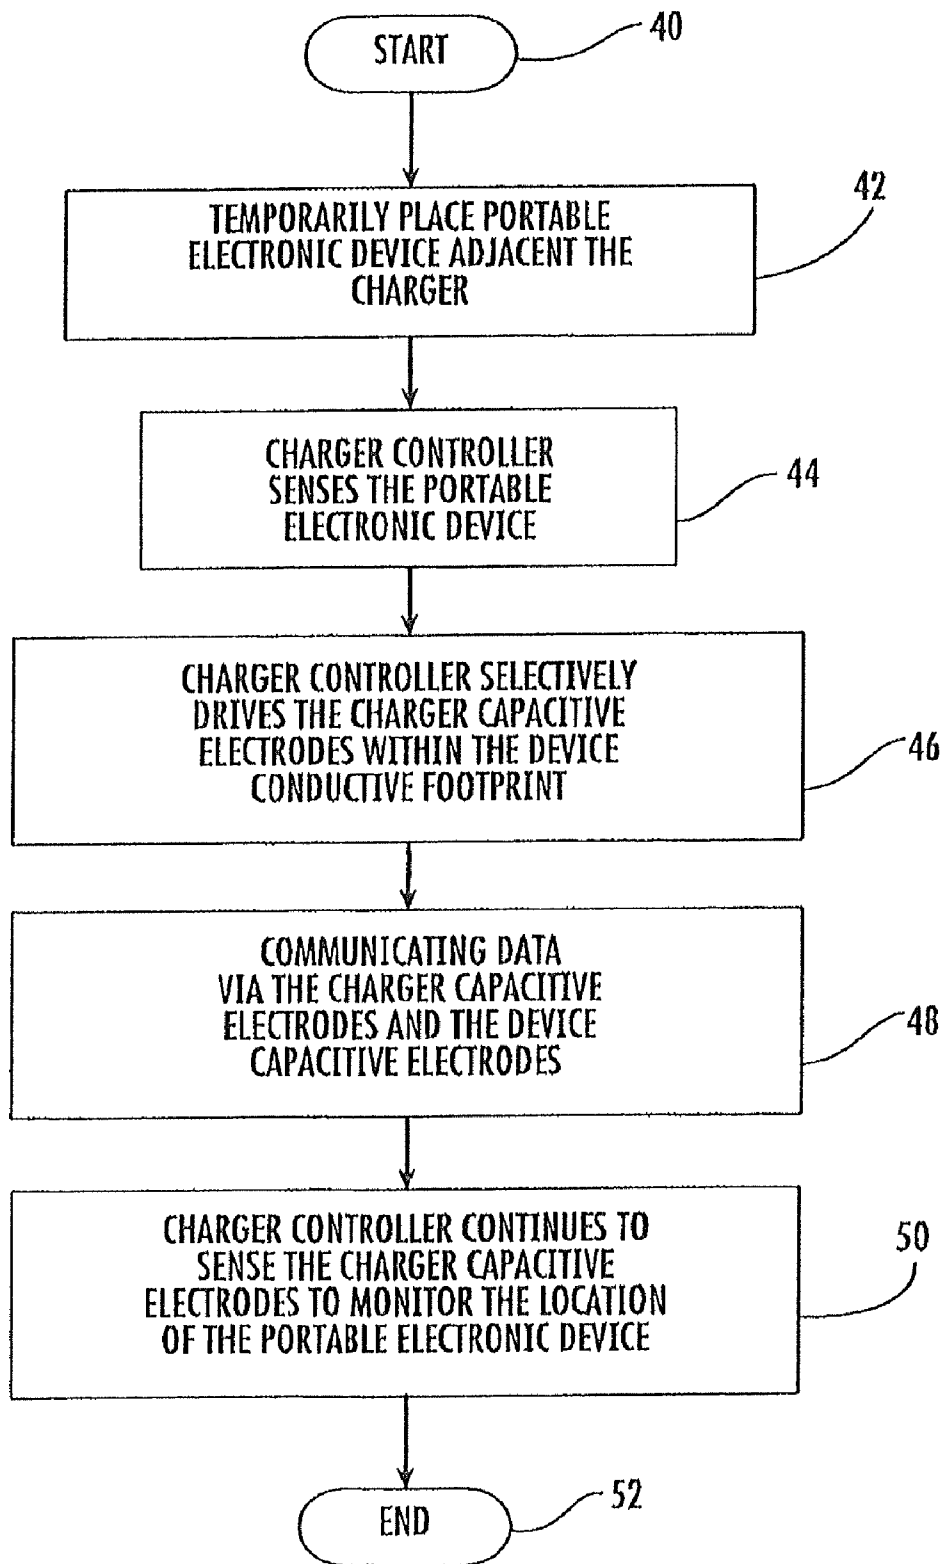 START
40
TEMPORARILY PLACE PORTABLE
ELECTRONIC DEVICE ADJACENT THE
CHARGER
42
CHARGER CONTROLLER
SENSES THE PORTABLE
ELECTRONIC DEVICE
44
CHARGER CONTROLLER SELECTIVELY
DRIVES THE CHARGER CAPACITIVE
ELECTRODES WITHIN THE DEVICE
CONDUCTIVE FOOTPRINT
46
COMMUNICATING DATA
VIA THE CHARGER CAPACITIVE
ELECTRODES AND THE DEVICE
CAPACITIVE ELECTRODES
48
CHARGER CONTROLLER CONTINUES TO
SENSE THE CHARGER CAPACITIVE
ELECTRODES TO MONITOR THE LOCATION
OF THE PORTABLE ELECTRONIC DEVICE
50
END
52